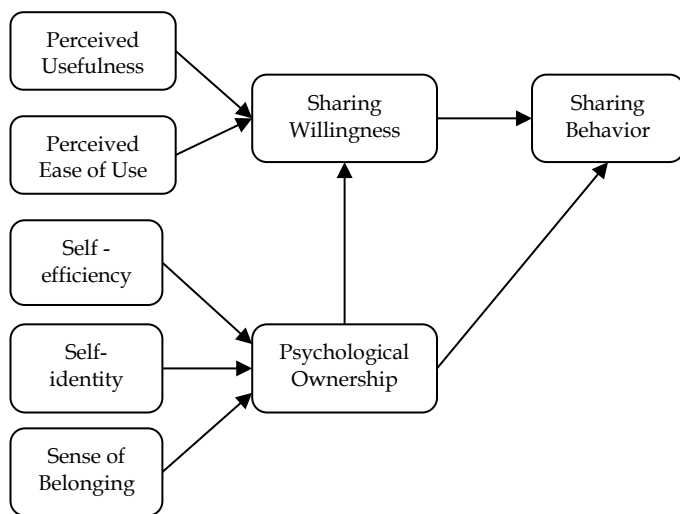 Perceived
Usefulness
Perceived
Ease of Use
Self -
efficiency
Self-
identity
Sense of
Belonging
Sharing
Willingness
Psychological
Ownership
Sharing
Behavior